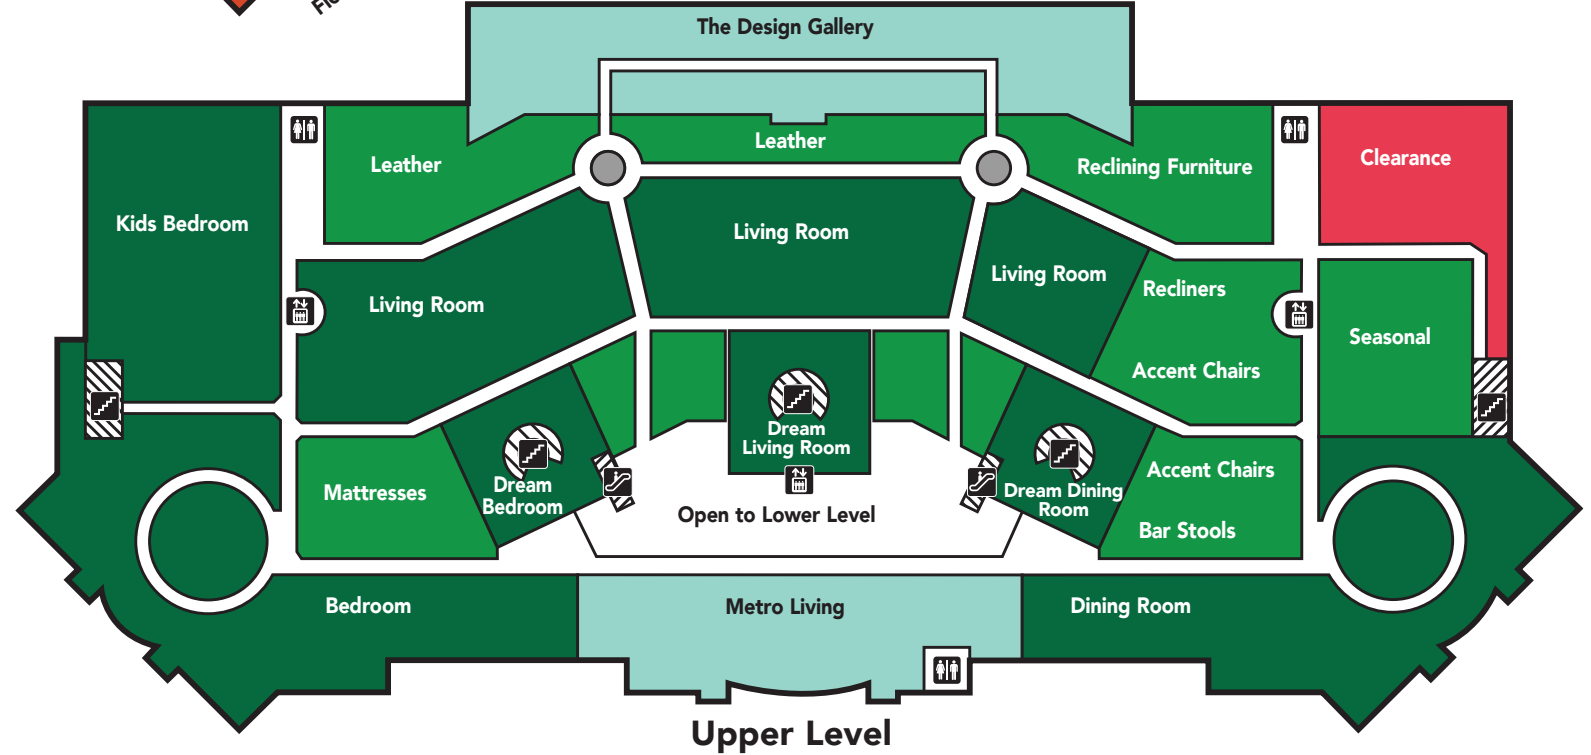 The Design Gallery
Leather
Leather
Reclining Furniture
Clearance
Kids Bedroom
Living Room
Living Room
Living Room
Recliners
Seasonal
Accent Chairs
Dream
Living Room
Mattresses
Dream
Bedroom
Open to Lower Level
Dream Dining
Room
Accent Chairs
Bar Stools
Bedroom
Metro Living
Dining Room
Upper Level